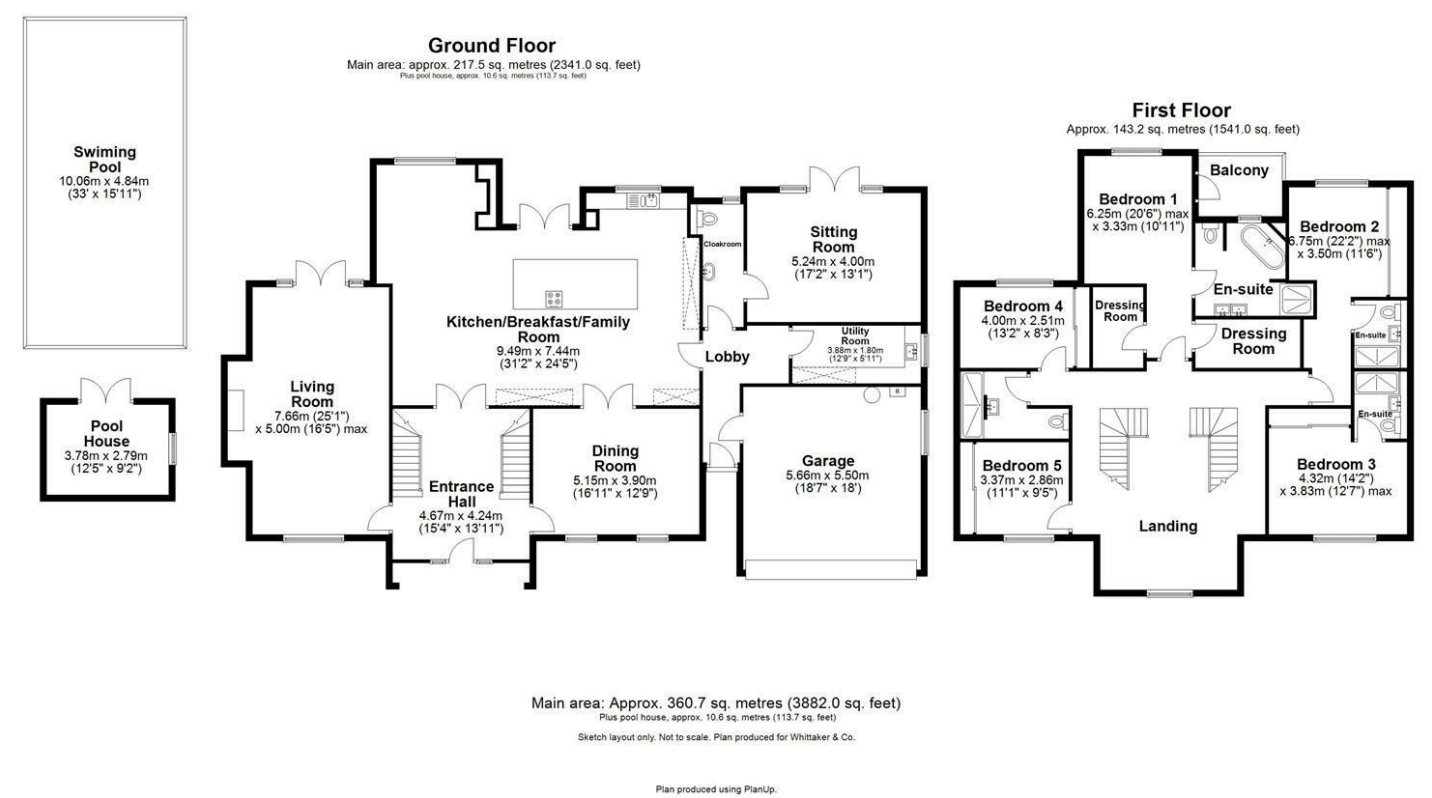 Ground Floor
Main area: approx. 217.5 sq. metres (2341.0 sq. feet)
Plus pool house, approx. 10.6 sq. metres (113.7 sq. feet)
Swiming
Pool
10.06m x 4.84m
(33' x 15'11")
Pool
House
3.78m x 2.79m
(12'5" x 9'2")
Living
Room
7.66m (25'1")
x 5.00m (16'5") max
Kitchen/Breakfast/Family
Room
9.49m x 7.44m
(31'2" x 24'5")
Entrance
Hall
4.67m x 4.24m
(15'4" x 13'11")
Dining
Room
5.15m x 3.90m
(16'11" x 12'9")
Cloakroom
Sitting
Room
5.24m x 4.00m
(17'2" x 13'1")
Lobby
Utility
Room
3.88m x 1.80m
(12'9" x 5'11")
Garage
5.66m x 5.50m
(18'7" x 18')
First Floor
Approx. 143.2 sq. metres (1541.0 sq. feet)
Bedroom 1
6.25m (20'6") max
x 3.33m (10'11")
Balcony
Bedroom 2
6.75m (22'2") max
x 3.50m (11'6")
En-suite
Bedroom 4
4.00m x 2.51m
(13'2" x 8'3")
Dressing
Room
Dressing
Room
En-suite
En-suite
Bedroom 5
3.37m x 2.86m
(11'1" x 9'5")
Bedroom 3
4.32m (14'2")
x 3.83m (12'7") max
Landing
Main area: Approx. 360.7 sq. metres (3882.0 sq. feet)
Plus pool house, approx. 10.6 sq. metres (113.7 sq. feet)
Sketch layout only. Not to scale. Plan produced for Whittaker & Co.
Plan produced using PlanUp.